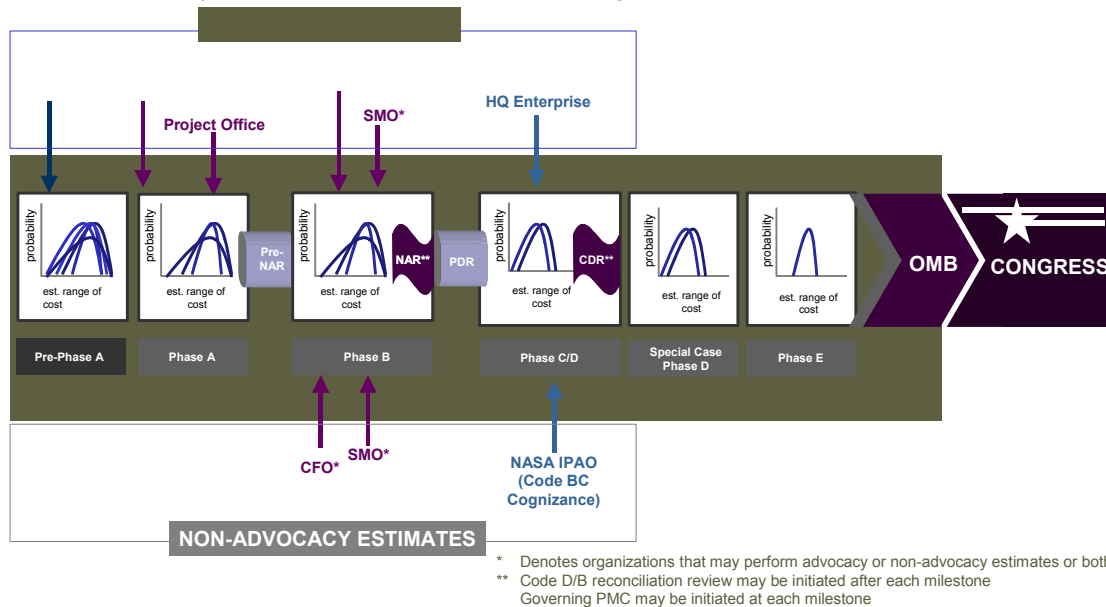 HQ Enterprise
SMO*
Project Office
probability
est. range of
cost
probability
est. range of
cost
Pre-
NAR
probability
est. range of
cost
NAR**
PDR
probability
est. range of
cost
CDR**
probability
est. range of
cost
probability
est. range of
cost
OMB
CONGRESS
Pre-Phase A
Phase A
Phase B
Phase C/D
Special Case
Phase D
Phase E
CFO*
SMO*
NASA IPAO
(Code BC
Cognizance)
NON-ADVOCACY ESTIMATES
* Denotes organizations that may perform advocacy or non-advocacy estimates or both
** Code D/B reconciliation review may be initiated after each milestone
Governing PMC may be initiated at each milestone